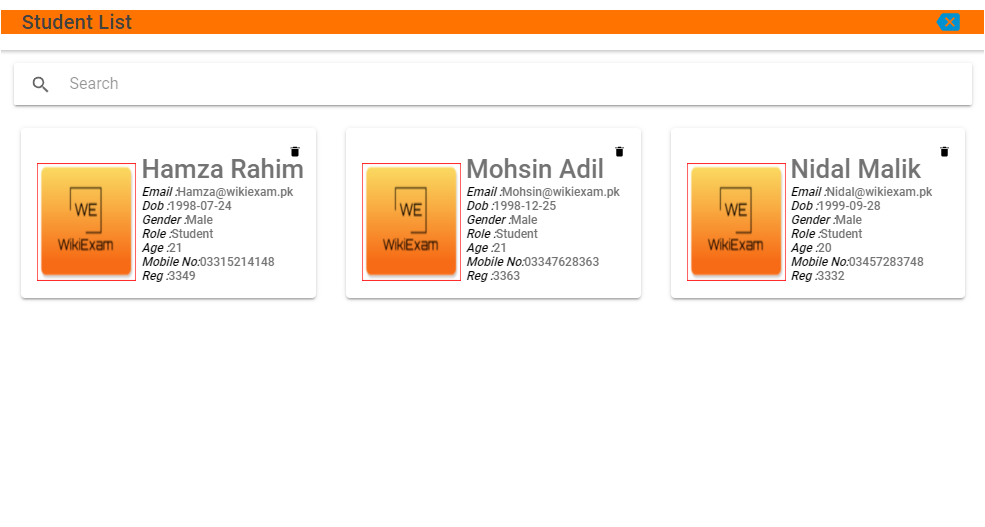 Student List
Search
Hamza Rahim
Email :Hamza@wikiexam.pk
Dob :1998-07-24
Gender :Male
Role :Student
Age :21
Mobile No:03315214148
Reg :3349
WE
WikiExam
Mohsin Adil
Email :Mohsin@wikiexam.pk
Dob :1998-12-25
Gender :Male
Role :Student
Age :21
Mobile No:03347628363
Reg :3363
WE
WikiExam
Nidal Malik
Email :Nidal@wikiexam.pk
Dob :1999-09-28
Gender :Male
Role :Student
Age :20
Mobile No:03457283748
Reg :3332
WE
WikiExam